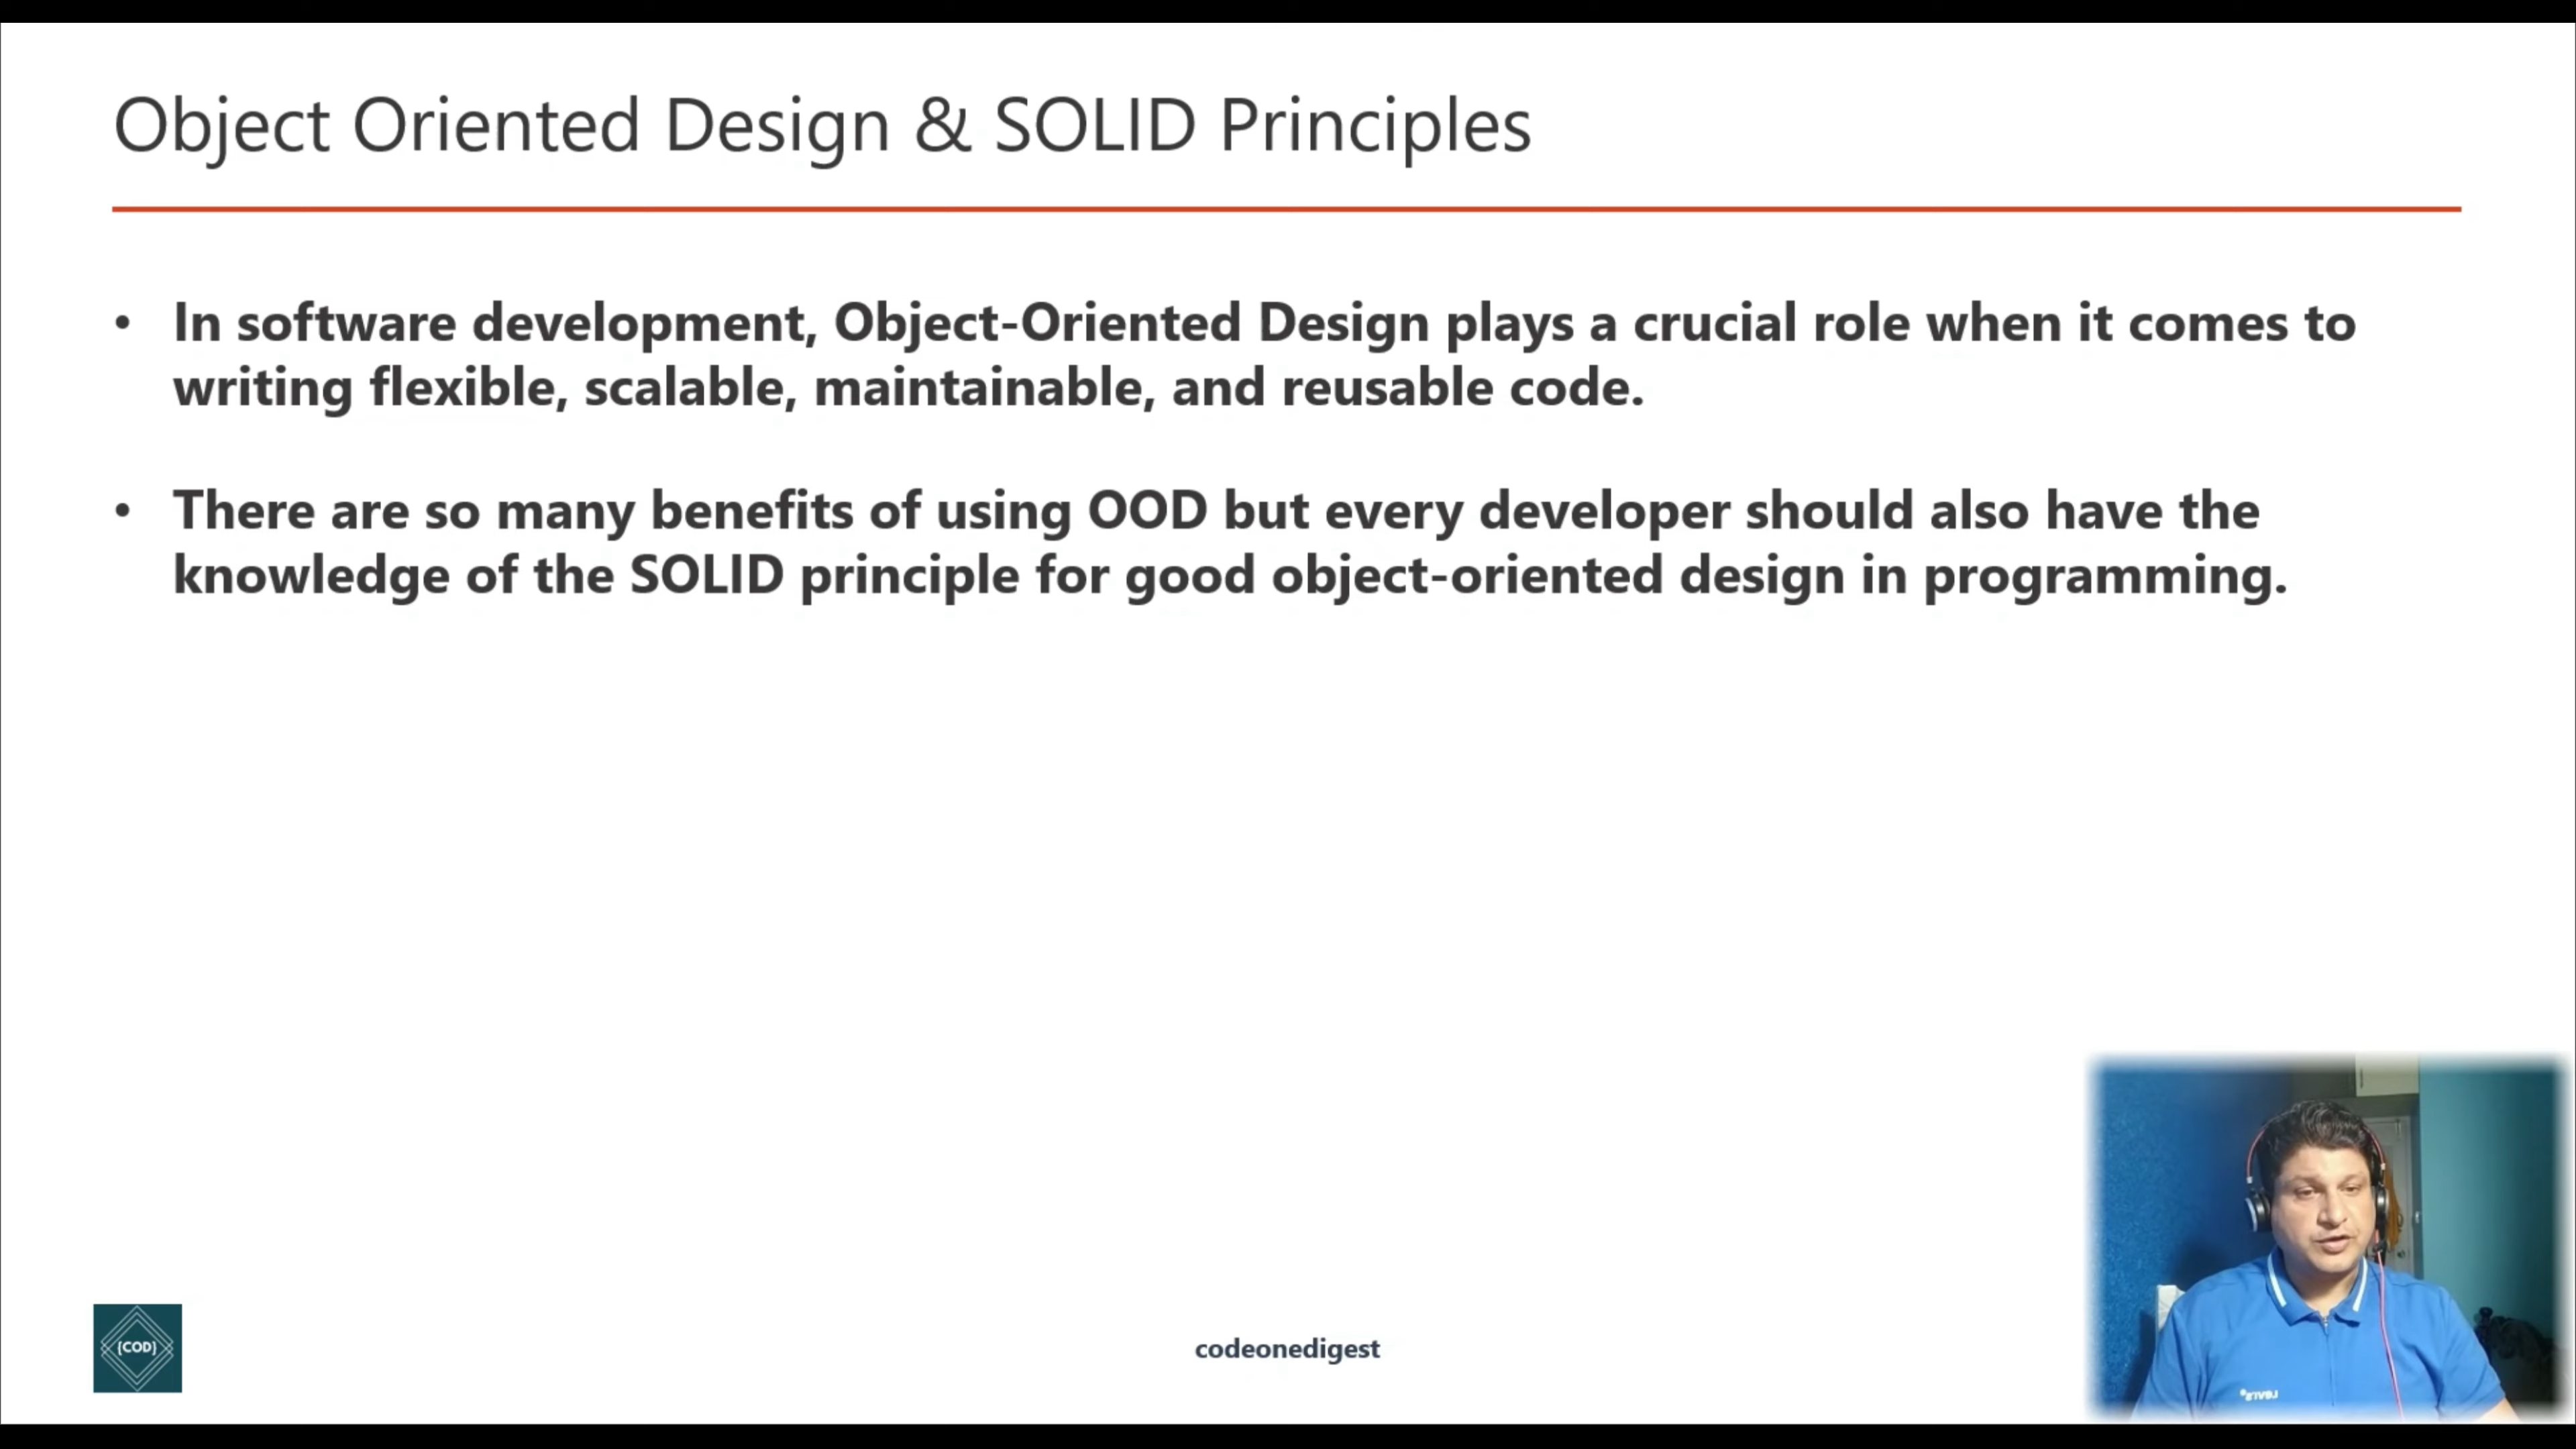 Object Oriented Design & SOLID Principles
• In software development, Object-Oriented Design plays a crucial role when it comes to
writing flexible, scalable, maintainable, and reusable code.
• There are so many benefits of using OOD but every developer should also have the
knowledge of the SOLID principle for good object-oriented design in programming.
{COD}
codeonedigest